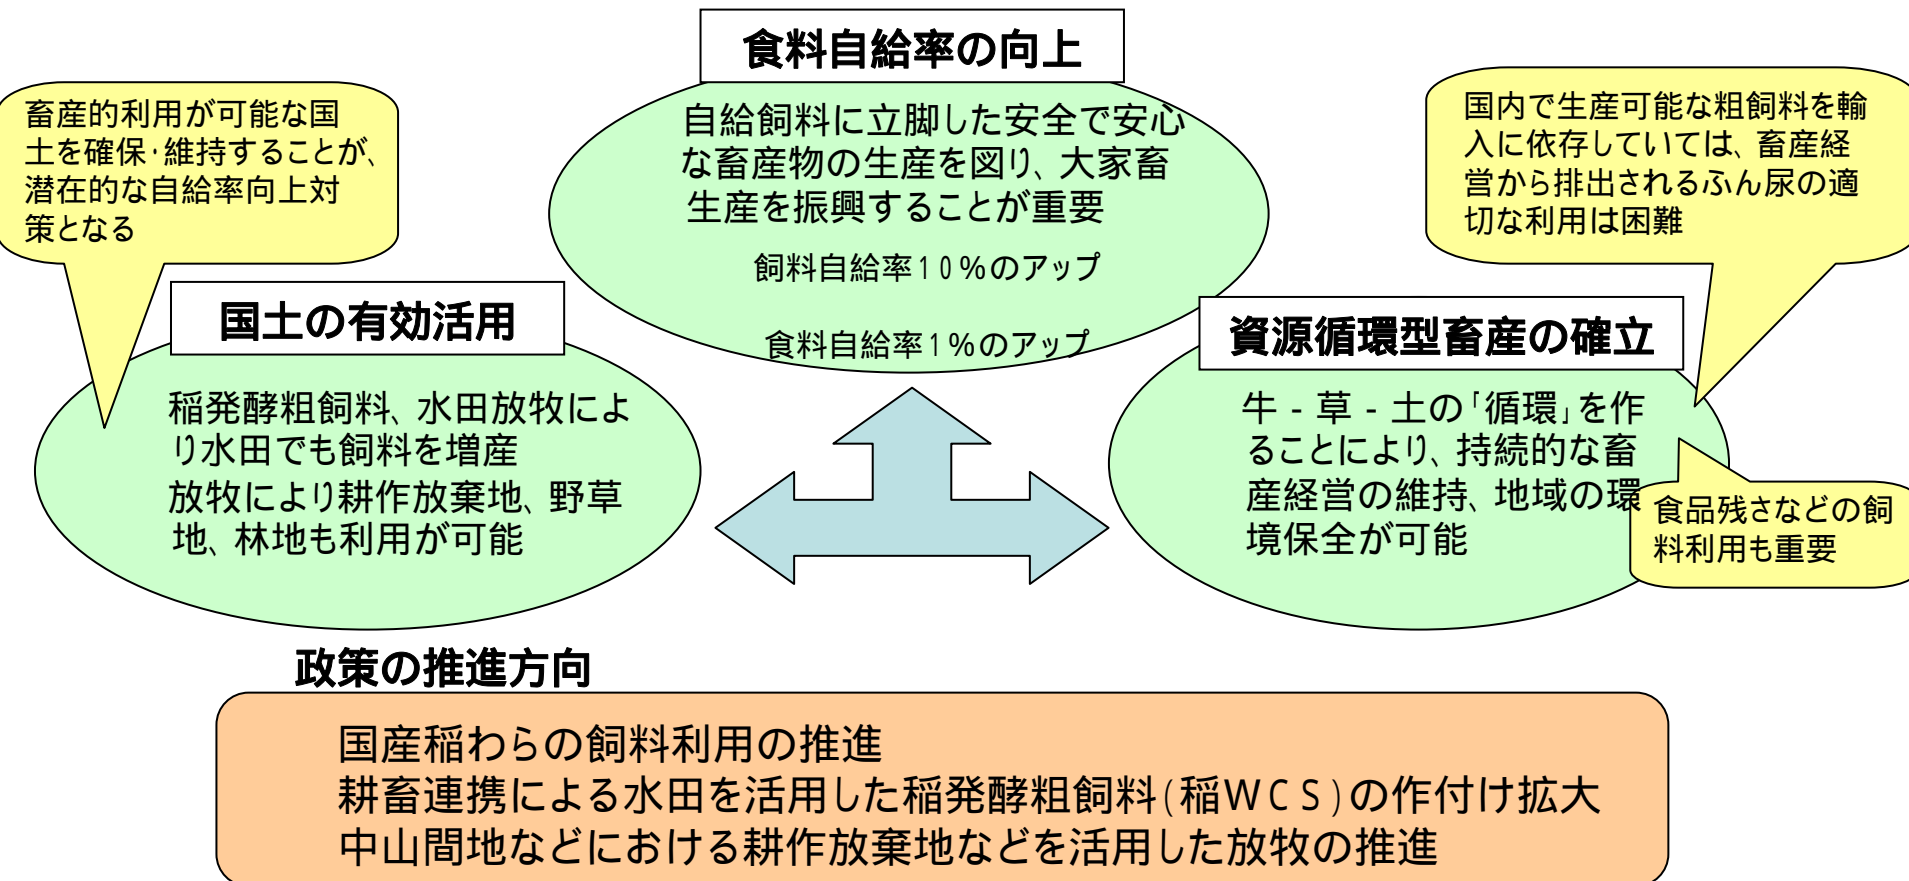 食料自給率の向上
自給飼料に立脚した安全で安心
な畜産物の生産を図り、大家畜
生産を振興することが重要
飼料自給率10%のアップ
食料自給率1%のアップ
畜産的利用が可能な国
土を確保・維持することが、
潜在的な自給率向上対
策となる
国土の有効活用
稲発酵粗飼料、水田放牧によ
り水田でも飼料を増産
放牧により耕作放棄地、野草
地、林地も利用が可能
国内で生産可能な粗飼料を輸
入に依存していては、畜産経
営から排出されるふん尿の適
切な利用は困難
資源循環型畜産の確立
牛-草-土の「循環」を作
ることにより、持続的な畜
産経営の維持、地域の環
境保全が可能
食品残さなどの飼
料利用も重要
政策の推進方向
国産稲わらの飼料利用の推進
耕畜連携による水田を活用した稲発酵粗飼料(稲WCS)の作付け拡大
中山間地などにおける耕作放棄地などを活用した放牧の推進